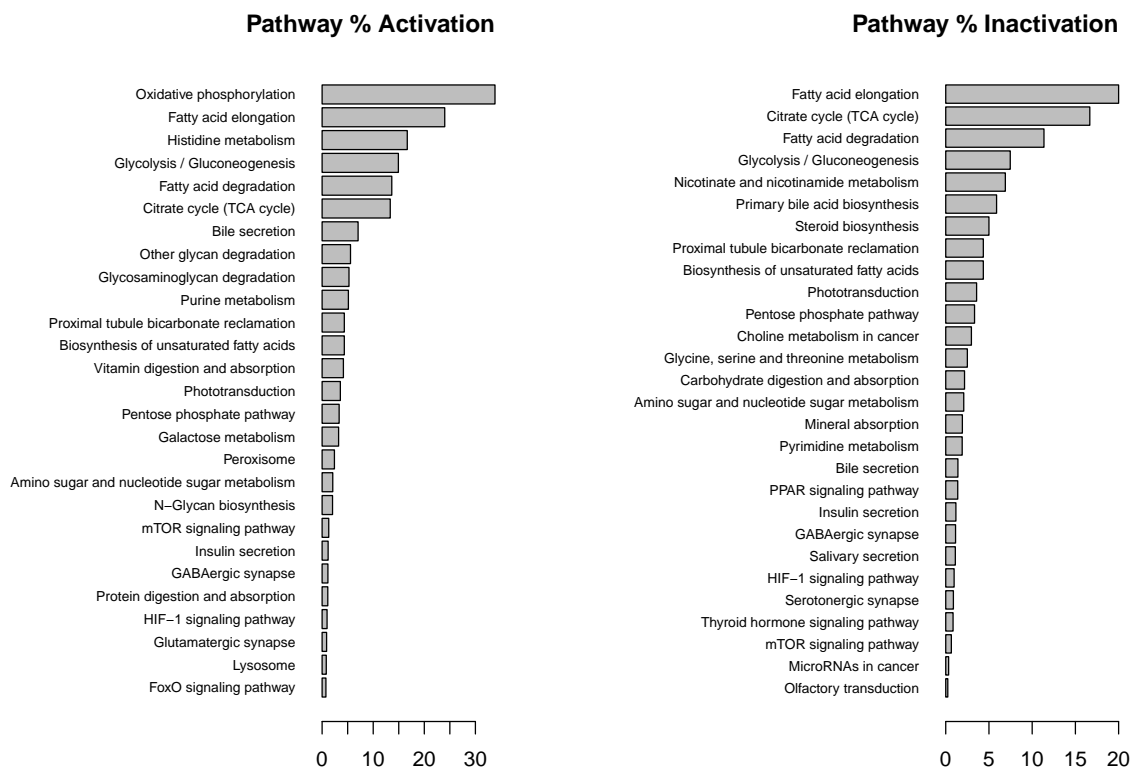 Pathway % Activation
Oxidative phosphorylation
Fatty acid elongation
Histidine metabolism
Glycolysis / Gluconeogenesis
Fatty acid degradation
Citrate cycle (TCA cycle)
Bile secretion
Other glycan degradation
Glycosaminoglycan degradation
Purine metabolism
Proximal tubule bicarbonate reclamation
Biosynthesis of unsaturated fatty acids
Vitamin digestion and absorption
Phototransduction
Pentose phosphate pathway
Galactose metabolism
Peroxisome
Amino sugar and nucleotide sugar metabolism
N−Glycan biosynthesis
mTOR signaling pathway
Insulin secretion
GABAergic synapse
Protein digestion and absorption
HIF−1 signaling pathway
Glutamatergic synapse
Lysosome
FoxO signaling pathway
0 10 20 30
Pathway % Inactivation
Fatty acid elongation
Citrate cycle (TCA cycle)
Fatty acid degradation
Glycolysis / Gluconeogenesis
Nicotinate and nicotinamide metabolism
Primary bile acid biosynthesis
Steroid biosynthesis
Proximal tubule bicarbonate reclamation
Biosynthesis of unsaturated fatty acids
Phototransduction
Pentose phosphate pathway
Choline metabolism in cancer
Glycine, serine and threonine metabolism
Carbohydrate digestion and absorption
Amino sugar and nucleotide sugar metabolism
Mineral absorption
Pyrimidine metabolism
Bile secretion
PPAR signaling pathway
Insulin secretion
GABAergic synapse
Salivary secretion
HIF−1 signaling pathway
Serotonergic synapse
Thyroid hormone signaling pathway
mTOR signaling pathway
MicroRNAs in cancer
Olfactory transduction
0 5 10 15 20